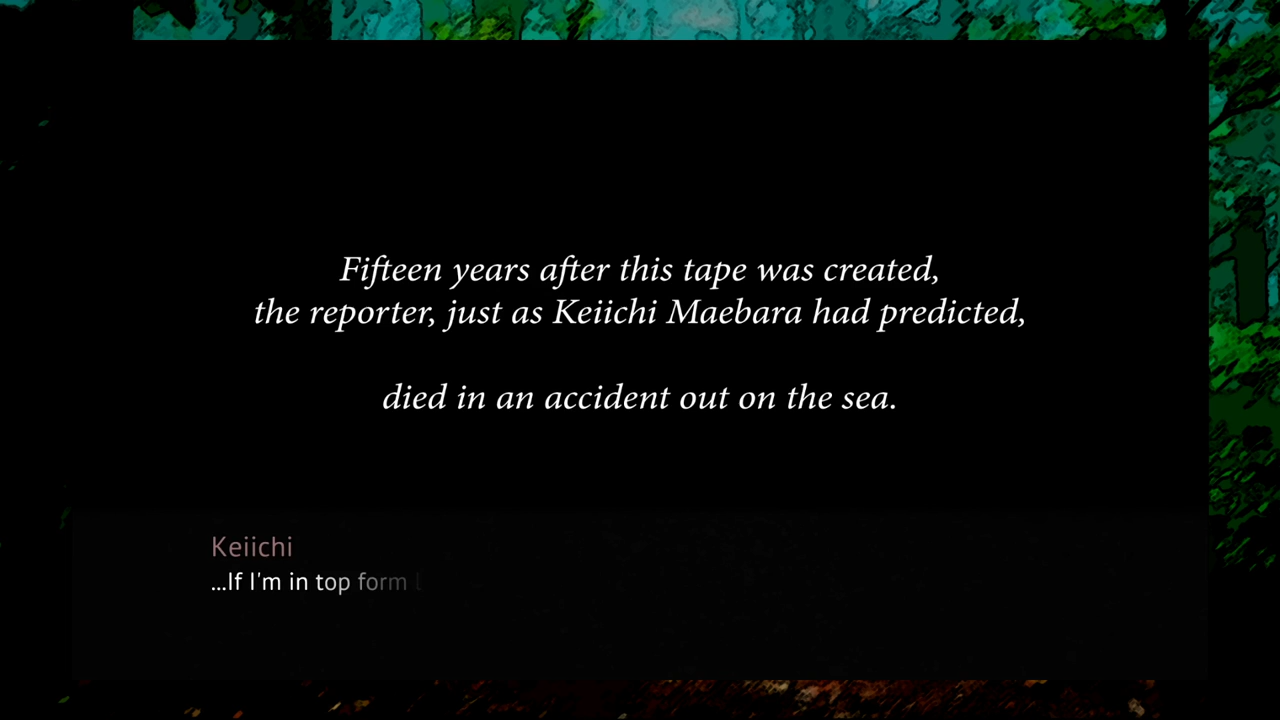 Fifteen years after this tape was created,
the reporter, just as Keiichi Maebara had predicted,
died in an accident out on the sea.
Keiichi
...If I'm in top form